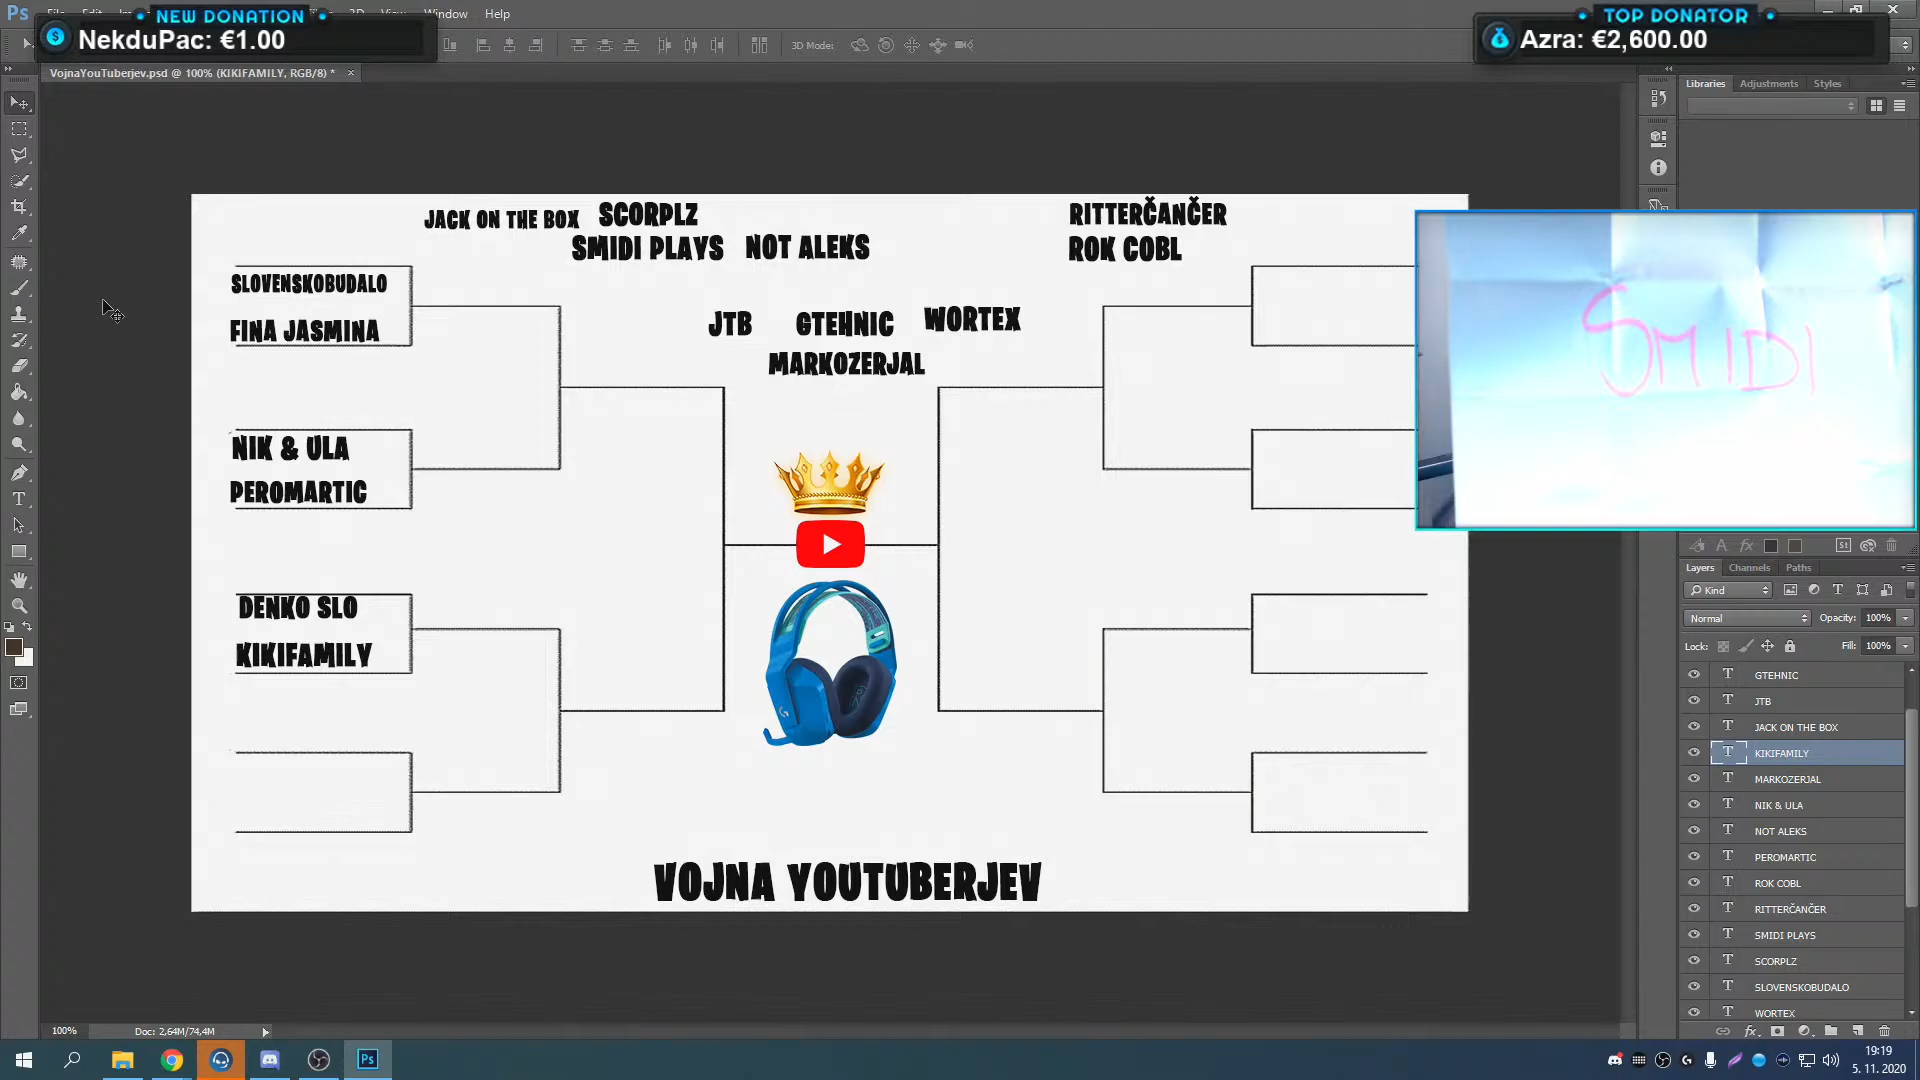 Ps
Window
Help
NEW DONATION
NekduPac: €1.00
TOP DONATOR
Azra: €2,600.00
3D Mode:
VojnaYouTuberjev.psd @ 100% (KIKIFAMILY, RGB/8) *
Libraries
Adjustments
Styles
JACK ON THE BOX
SCORPLZ
SMIDI PLAYS
NOT ALEKS
RITTERČANČER
ROK COBL
SLOVENSKOBUDALO
FINA JASMINA
JTB
GTEHNIC
WORTEX
MARKOZERJAL
SMIDI
NIK & ULA
PEROMARTIC
DENKO SLO
KIKIFAMILY
VOJNA YOUTUBERJEV
Layers
Channels
Paths
Kind
Normal
Opacity: 100%
Lock:
Fill: 100%
GTEHNIC
JTB
JACK ON THE BOX
KIKIFAMILY
MARKOZERJAL
NIK & ULA
NOT ALEKS
PEROMARTIC
ROK COBL
RITTERČANČER
SMIDI PLAYS
SCORPLZ
SLOVENSKOBUDALO
WORTEX
100%
Doc: 2,64M/74,4M
Ps
19:19
5. 11. 2020